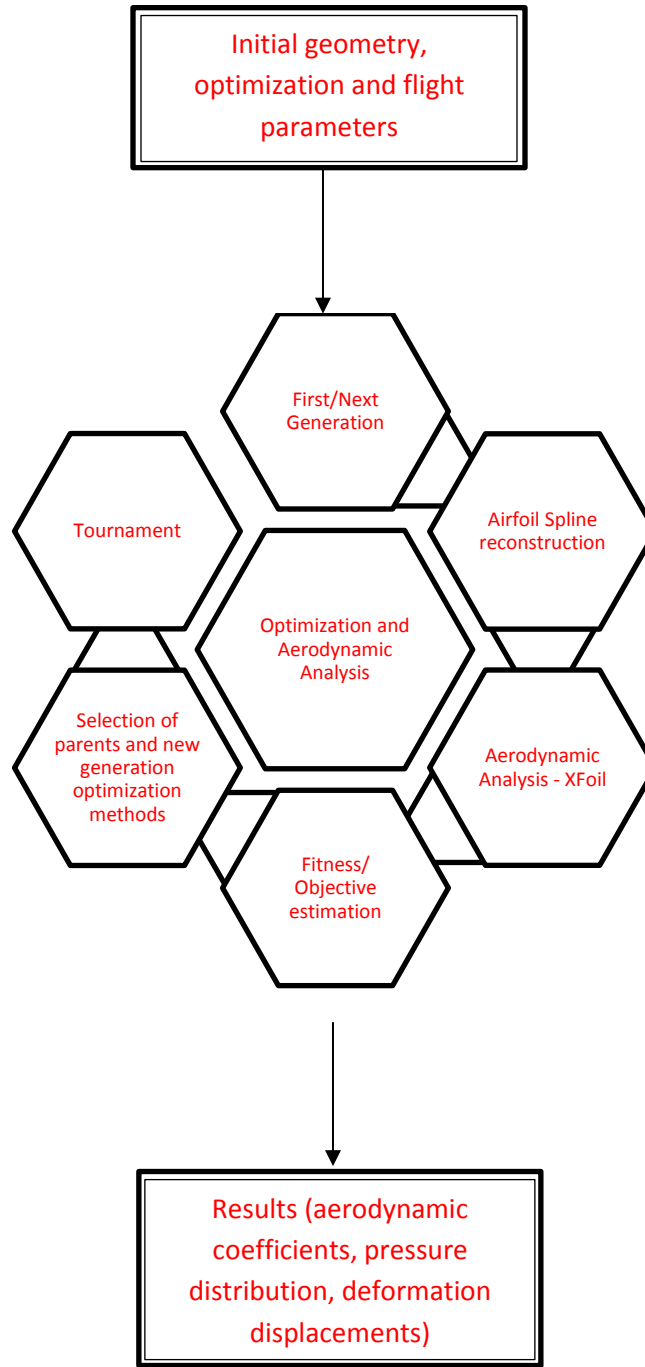 Initial geometry,
optimization and flight
parameters
First/Next
Generation
Airfoil Spline
reconstruction
Aerodynamic
Analysis - XFoil
Fitness/
Objective
estimation
Selection of
parents and new
generation
optimization
methods
Tournament
Optimization and
Aerodynamic
Analysis
Results (aerodynamic
coefficients, pressure
distribution, deformation
displacements)